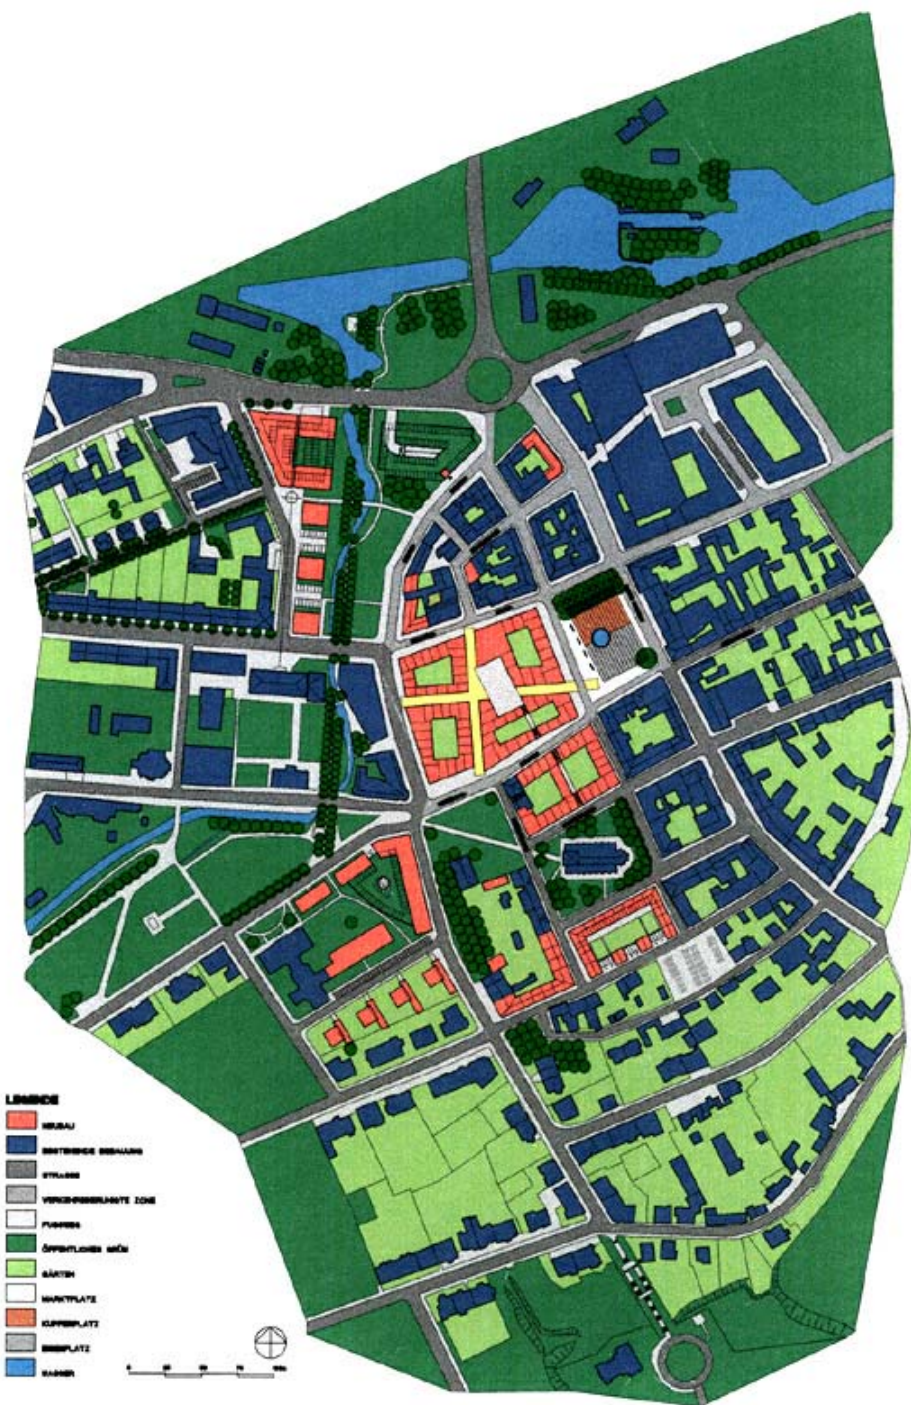 LEGENDE
NEUBAU
BESTEHENDE BEBAUUNG
STRASSE
VERKEHRSBERUHIGTE ZONE
FUSSWEG
ÖFFENTLICHES GRÜN
GÄRTEN
MARKTPLATZ
WASSER